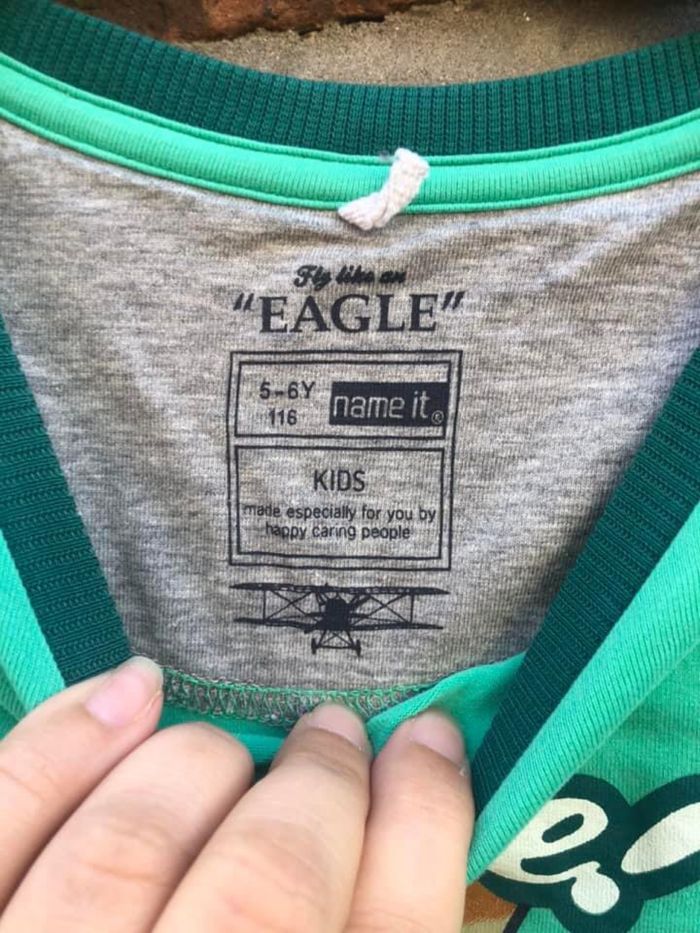 Fly like an
"EAGLE"
5-6Y
116
name it®
KIDS
made especially for you by
happy caring people